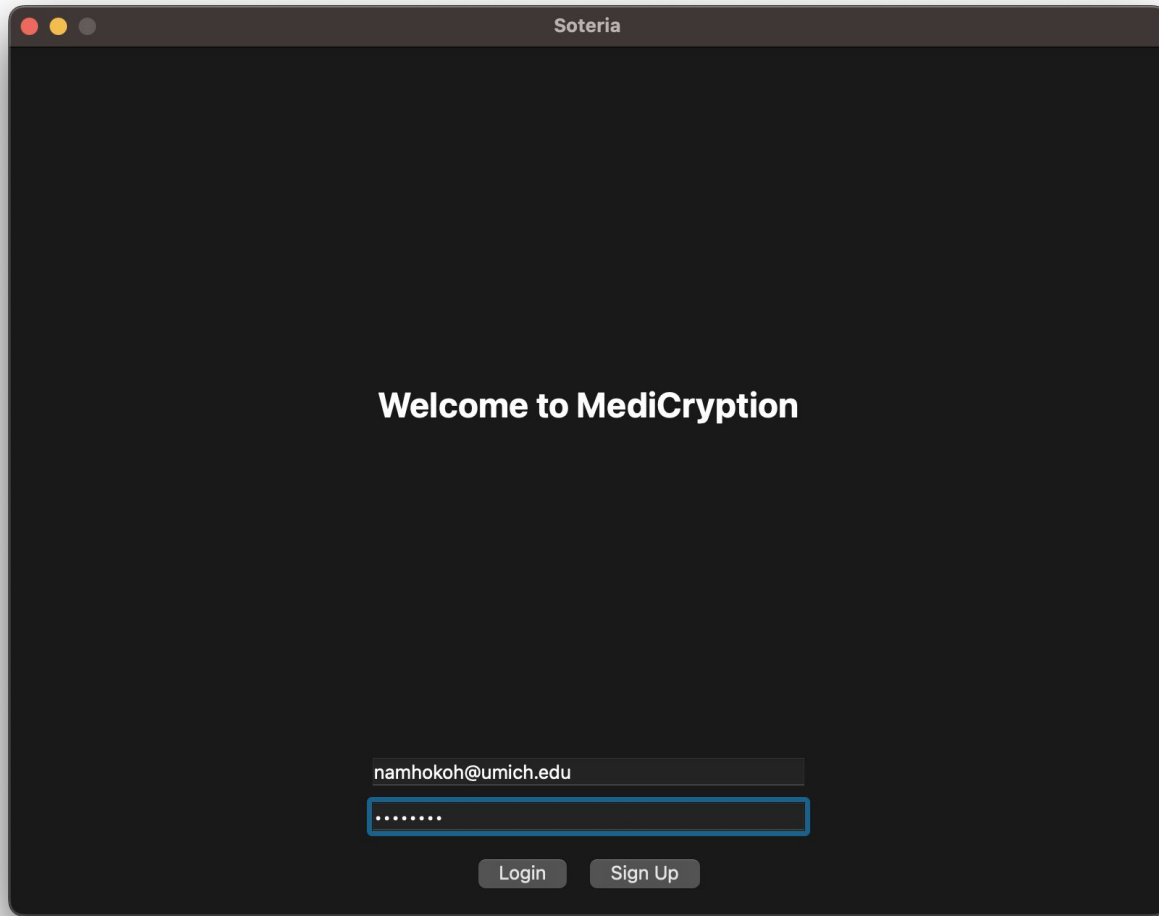 Soteria
Welcome to MediCryption
namhokoh@umich.edu
••••••••
Login Sign Up